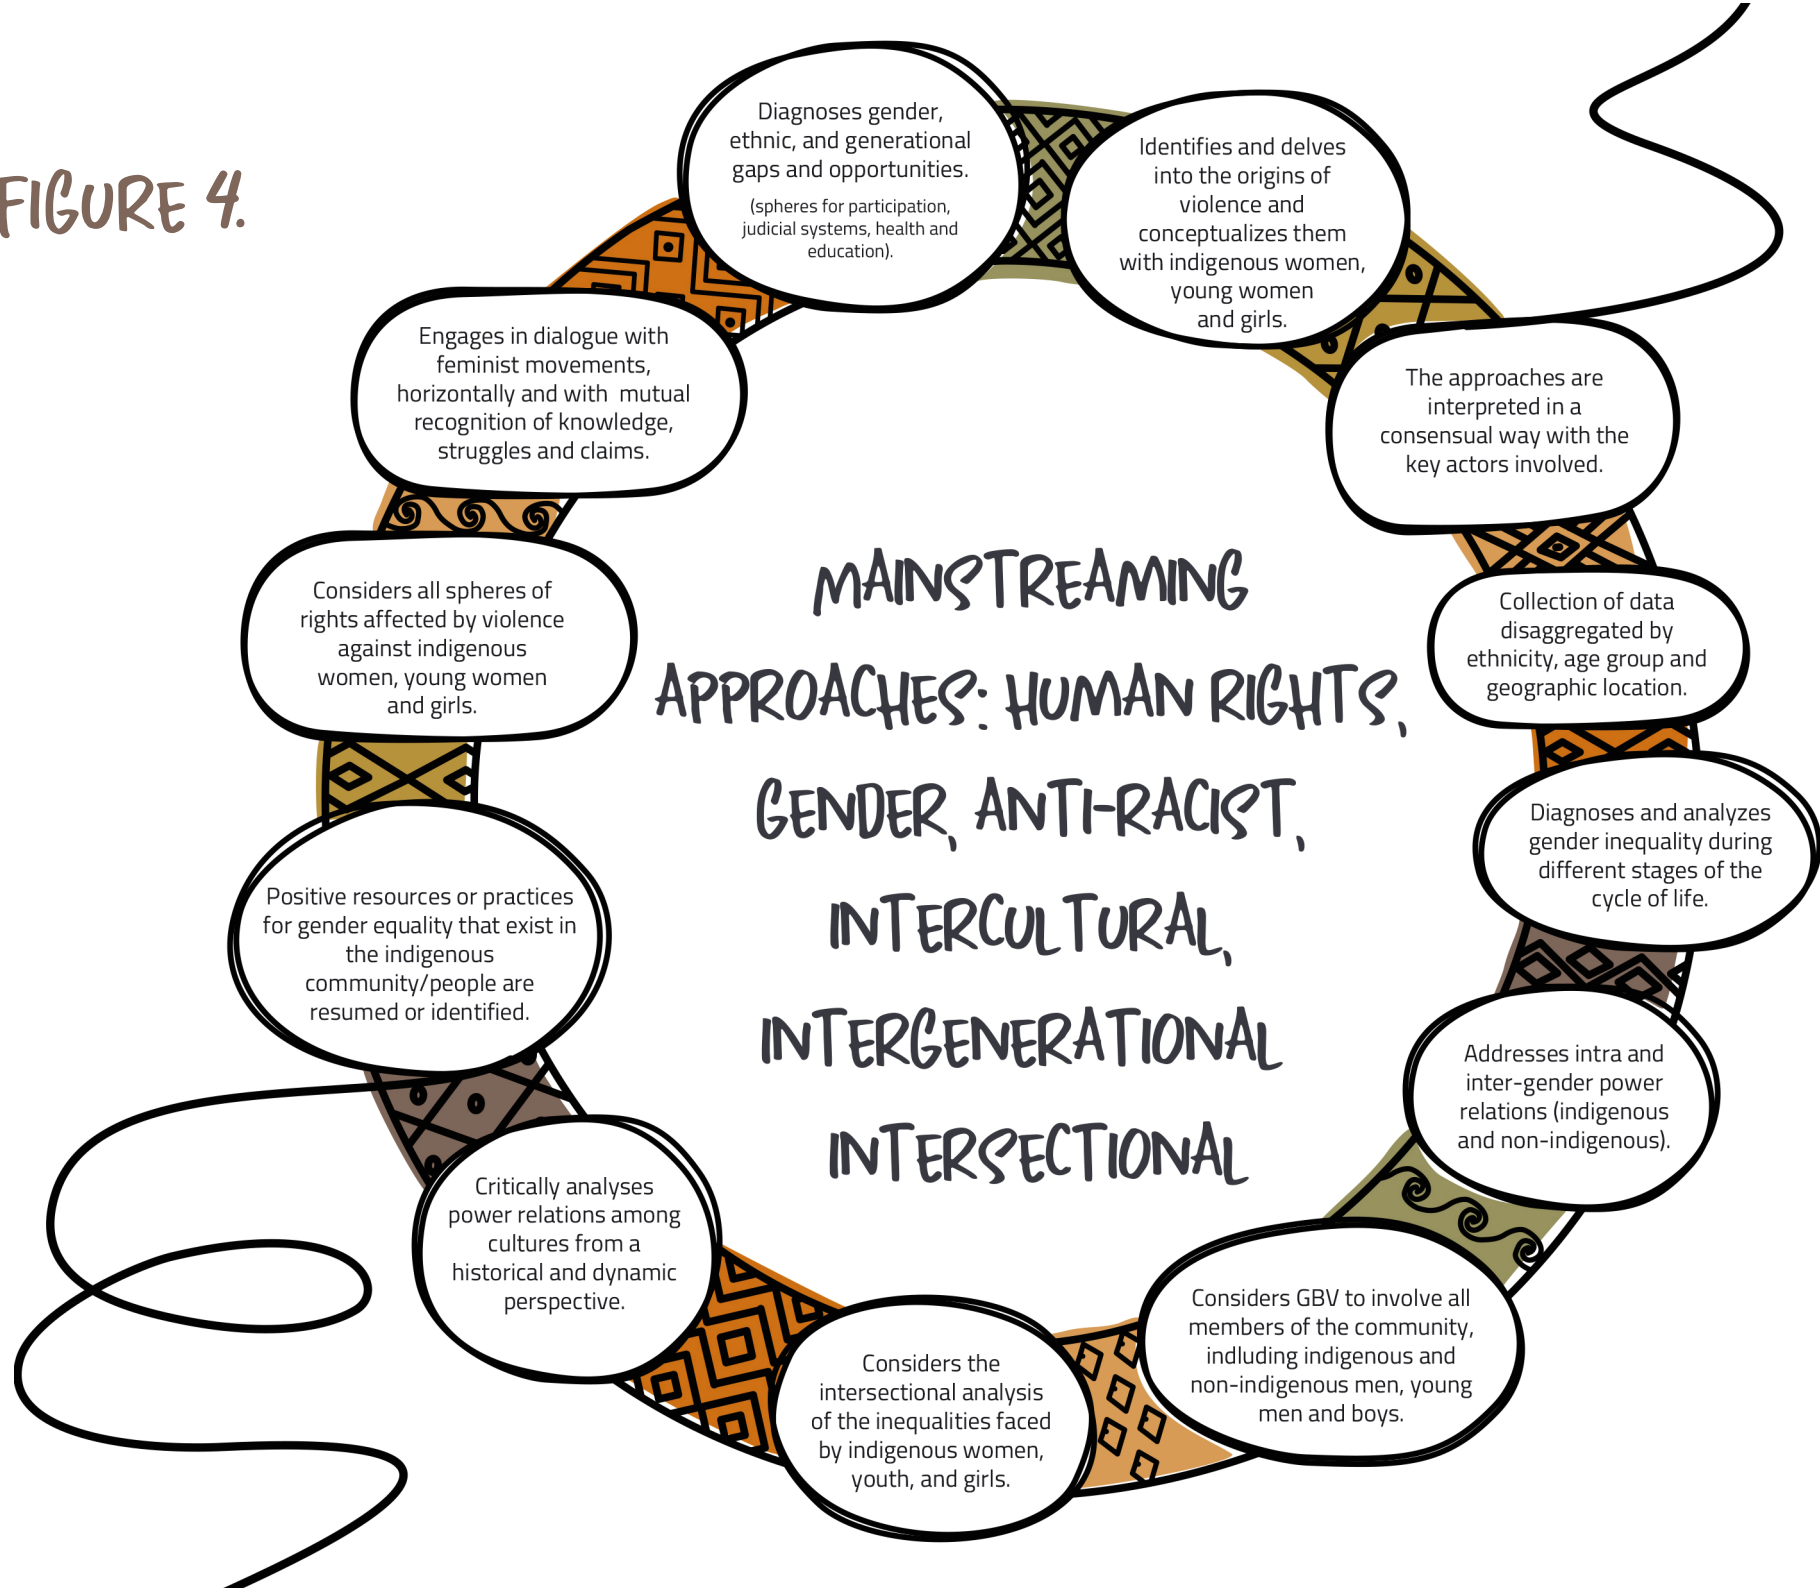 FIGURE 4.
Diagnoses gender,
ethnic, and generational
gaps and opportunities.
(spheres for participation,
judicial systems, health and
education).
Identifies and delves
into the origins of
violence and
conceptualizes them
with indigenous women,
young women
and girls.
The approaches are
interpreted in a
consensual way with the
key actors involved.
Collection of data
disaggregated by
ethnicity, age group and
geographic location.
Diagnoses and analyzes
gender inequality during
different stages of the
cycle of life.
Addresses intra and
inter-gender power
relations (indigenous
and non-indigenous).
Considers GBV to involve all
members of the community,
indluding indigenous and
non-indigenous men, young
men and boys.
Considers the
intersectional analysis
of the inequalities faced
by indigenous women,
youth, and girls.
Critically analyses
power relations among
cultures from a
historical and dynamic
perspective.
Positive resources or practices
for gender equality that exist in
the indigenous
community/people are
resumed or identified.
Considers all spheres of
rights affected by violence
against indigenous
women, young women
and girls.
Engages in dialogue with
feminist movements,
horizontally and with mutual
recognition of knowledge,
struggles and claims.
MAINSTREAMING
APPROACHES: HUMAN RIGHTS,
GENDER, ANTI-RACIST,
INTERCULTURAL,
INTERGENERATIONAL
INTERSECTIONAL